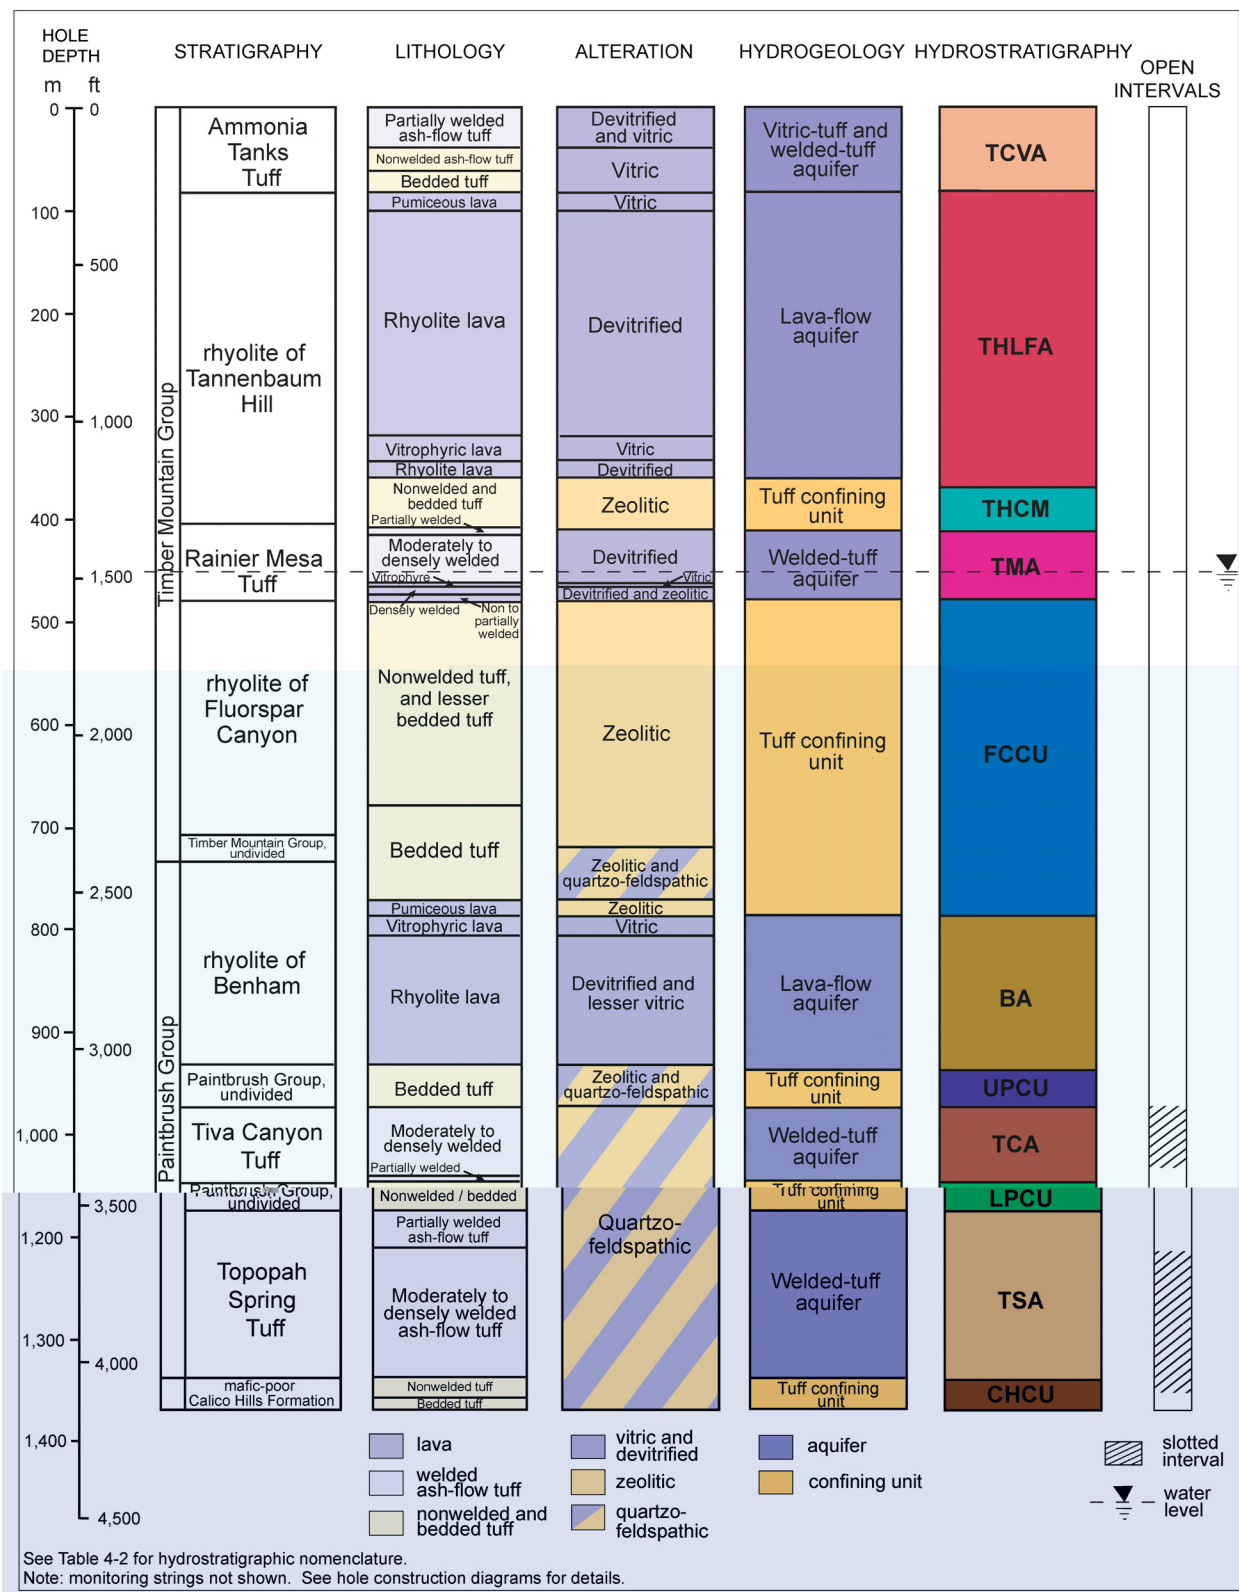 HOLE
DEPTH
m ft
STRATIGRAPHY
LITHOLOGY
ALTERATION
HYDROGEOLOGY
HYDROSTRATIGRAPHY
OPEN
INTERVALS
0
100
200
300
400
500
600
700
800
900
1,000
1,200
1,300
1,400
0
500
1,000
1,500
2,000
2,500
3,000
3,500
4,000
4,500
Timber Mountain Group
Paintbrush Group
Ammonia
Tanks
Tuff
rhyolite of
Tannenbaum
Hill
Rainier Mesa
Tuff
rhyolite of
Fluorspar
Canyon
Timber Mountain Group,
undivided
rhyolite of
Benham
Paintbrush Group,
undivided
Tiva Canyon
Tuff
Paintbrush Group,
undivided
Topopah
Spring
Tuff
mafic-poor
Calico Hills Formation
Partially welded
ash-flow tuff
Nonwelded ash-flow tuff
Bedded tuff
Pumiceous lava
Rhyolite lava
Vitrophyric lava
Rhyolite lava
Nonwelded and
bedded tuff
Partially welded
Moderately to
densely welded
Vitrophyre
Densely welded
Non to
partially
welded
Nonwelded tuff,
and lesser
bedded tuff
Bedded tuff
Pumiceous lava
Vitrophyric lava
Rhyolite lava
Bedded tuff
Moderately to
densely welded
Partially welded
Nonwelded / bedded
Partially welded
ash-flow tuff
Moderately to
densely welded
ash-flow tuff
Nonwelded tuff
Bedded tuff
Devitrified
and vitric
Vitric
Vitric
Devitrified
Vitric
Devitrified
Zeolitic
Devitrified
Vitric
Devitrified and zeolitic
Zeolitic
Zeolitic and
quartzo-feldspathic
Zeolitic
Vitric
Devitrified and
lesser vitric
Zeolitic and
quartzo-feldspathic
Quartzo-
feldspathic
Vitric-tuff and
welded-tuff
aquifer
Lava-flow
aquifer
Tuff confining
unit
Welded-tuff
aquifer
Tuff confining
unit
Lava-flow
aquifer
Tuff confining
unit
Welded-tuff
aquifer
Tuff confining
unit
Welded-tuff
aquifer
Tuff confining
unit
TCVA
THLFA
THCM
TMA
FCCU
BA
UPCU
TCA
LPCU
TSA
CHCU
lava
welded
ash-flow tuff
nonwelded and
bedded tuff
vitric and
devitrified
zeolitic
quartzo-
feldspathic
aquifer
confining unit
slotted
interval
water
level
See Table 4-2 for hydrostratigraphic nomenclature.
Note: monitoring strings not shown. See hole construction diagrams for details.